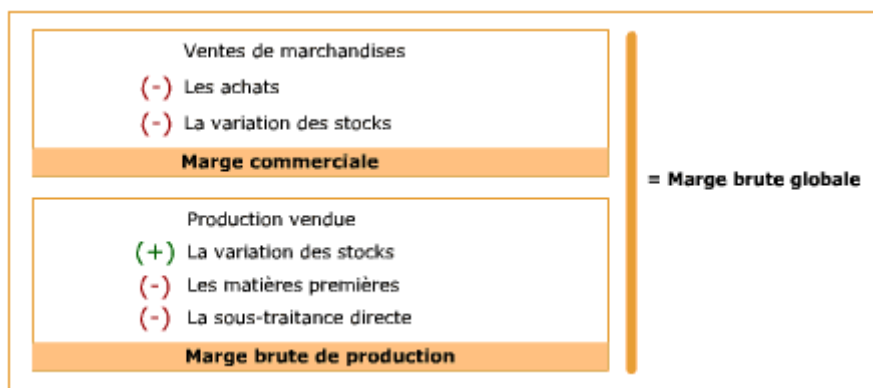 Ventes de marchandises
(-) Les achats
(-) La variation des stocks
Marge commerciale
= Marge brute globale
Production vendue
(+) La variation des stocks
(-) Les matières premières
(-) La sous-traitance directe
Marge brute de production